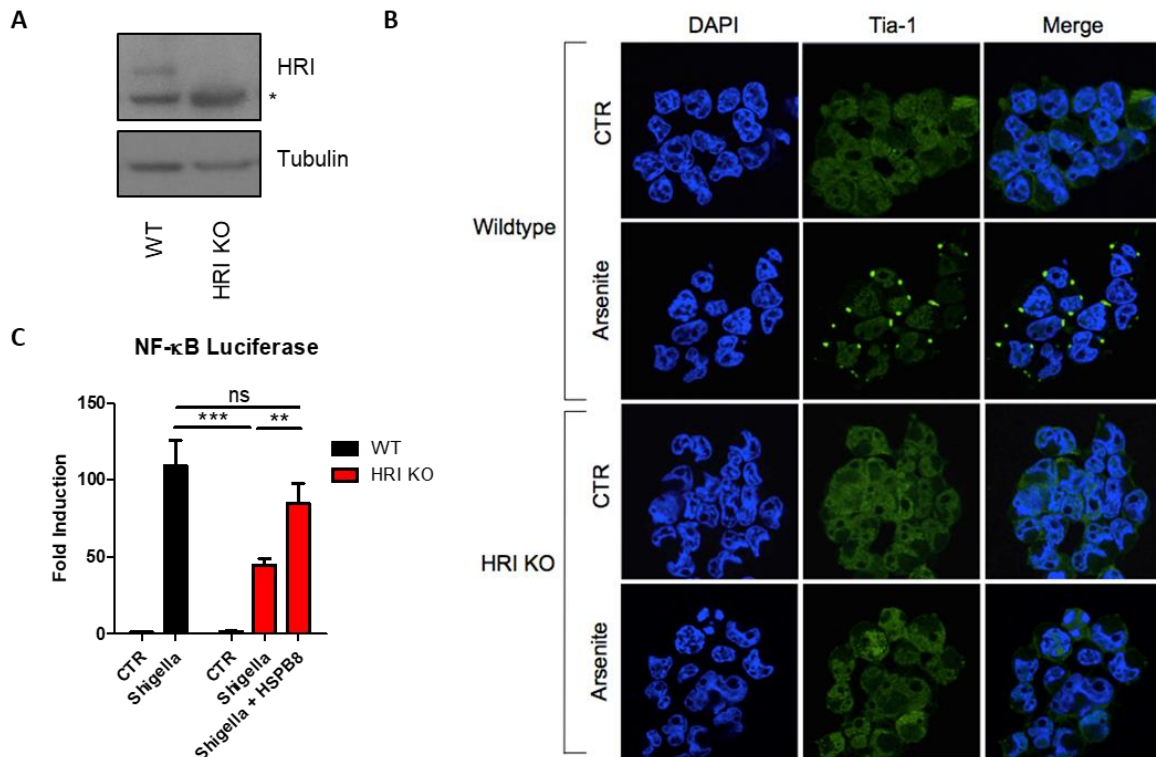 A
HRI
*
Tubulin
WT
HRI KO
B
DAPI
Tia-1
Merge
Wildtype
CTR
Arsenite
HRI KO
CTR
Arsenite
C
NF-κB Luciferase
ns
***
**
WT
HRI KO
Fold Induction
150
100
50
0
CTR
Shigella
CTR
Shigella
Shigella + HSPB8